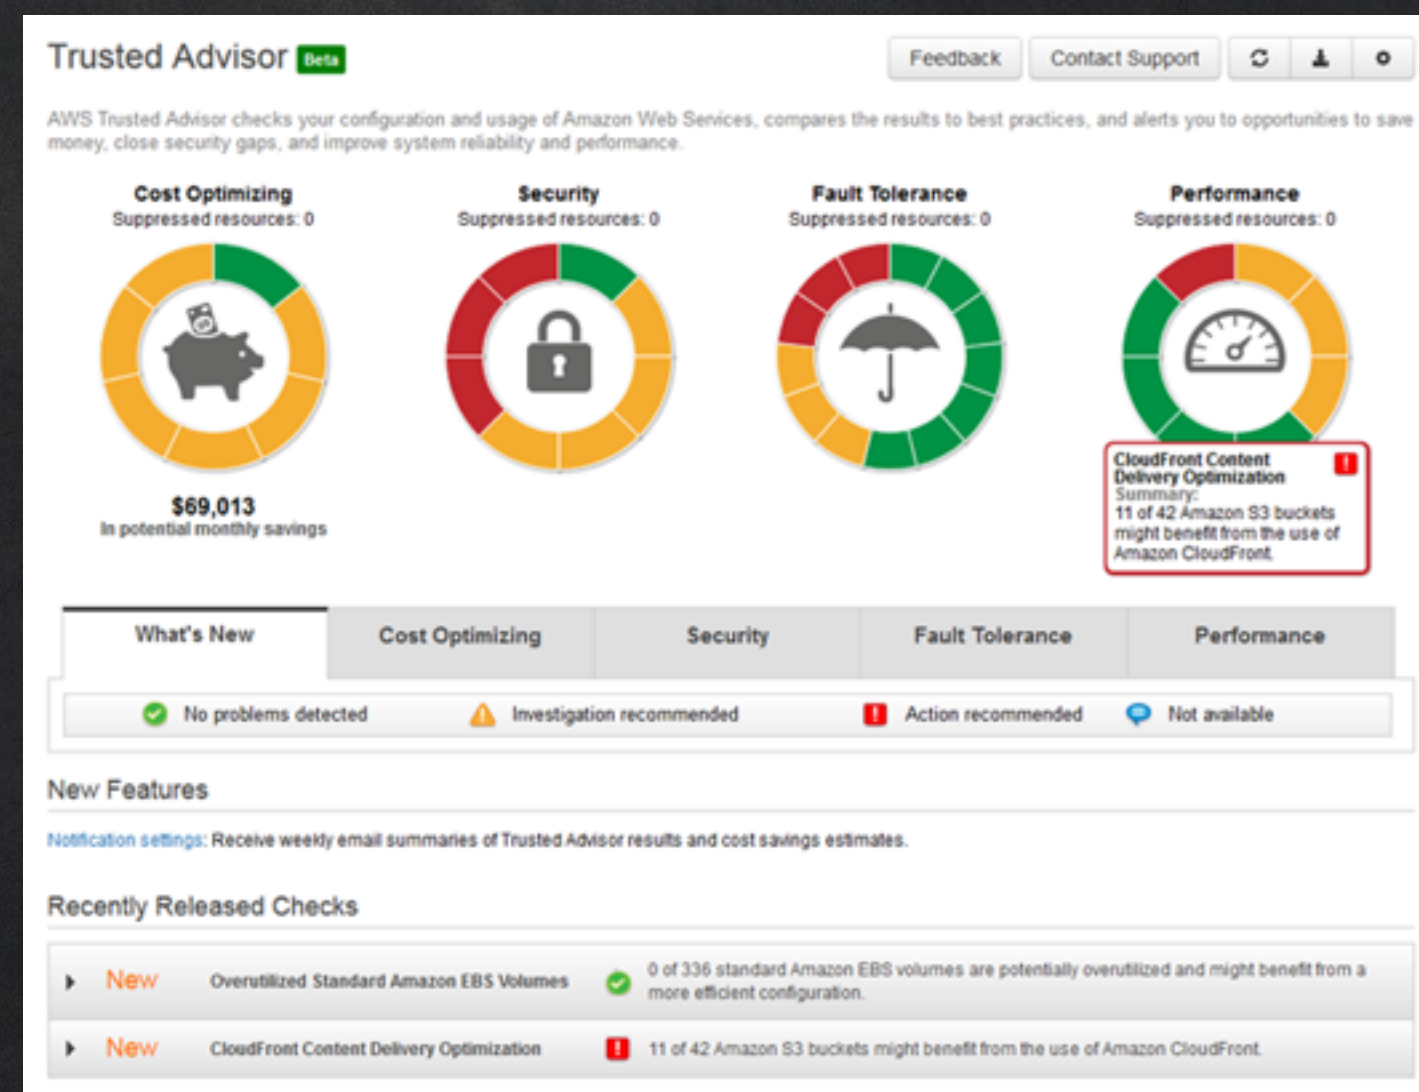 Trusted Advisor Beta
Feedback
Contact Support
AWS Trusted Advisor checks your configuration and usage of Amazon Web Services, compares the results to best practices, and alerts you to opportunities to save
money, close security gaps, and improve system reliability and performance.
Cost Optimizing
Suppressed resources: 0
$69,013
In potential monthly savings
Security
Suppressed resources: 0
Fault Tolerance
Suppressed resources: 0
Performance
Suppressed resources: 0
CloudFront Content
Delivery Optimization
Summary:
11 of 42 Amazon S3 buckets
might benefit from the use of
Amazon CloudFront.
What's New
Cost Optimizing
Security
Fault Tolerance
Performance
No problems detected
Investigation recommended
Action recommended
Not available
New Features
Notification settings: Receive weekly email summaries of Trusted Advisor results and cost savings estimates.
Recently Released Checks
New
Overutilized Standard Amazon EBS Volumes
0 of 336 standard Amazon EBS volumes are potentially overutilized and might benefit from a
more efficient configuration.
New
CloudFront Content Delivery Optimization
11 of 42 Amazon S3 buckets might benefit from the use of Amazon CloudFront.